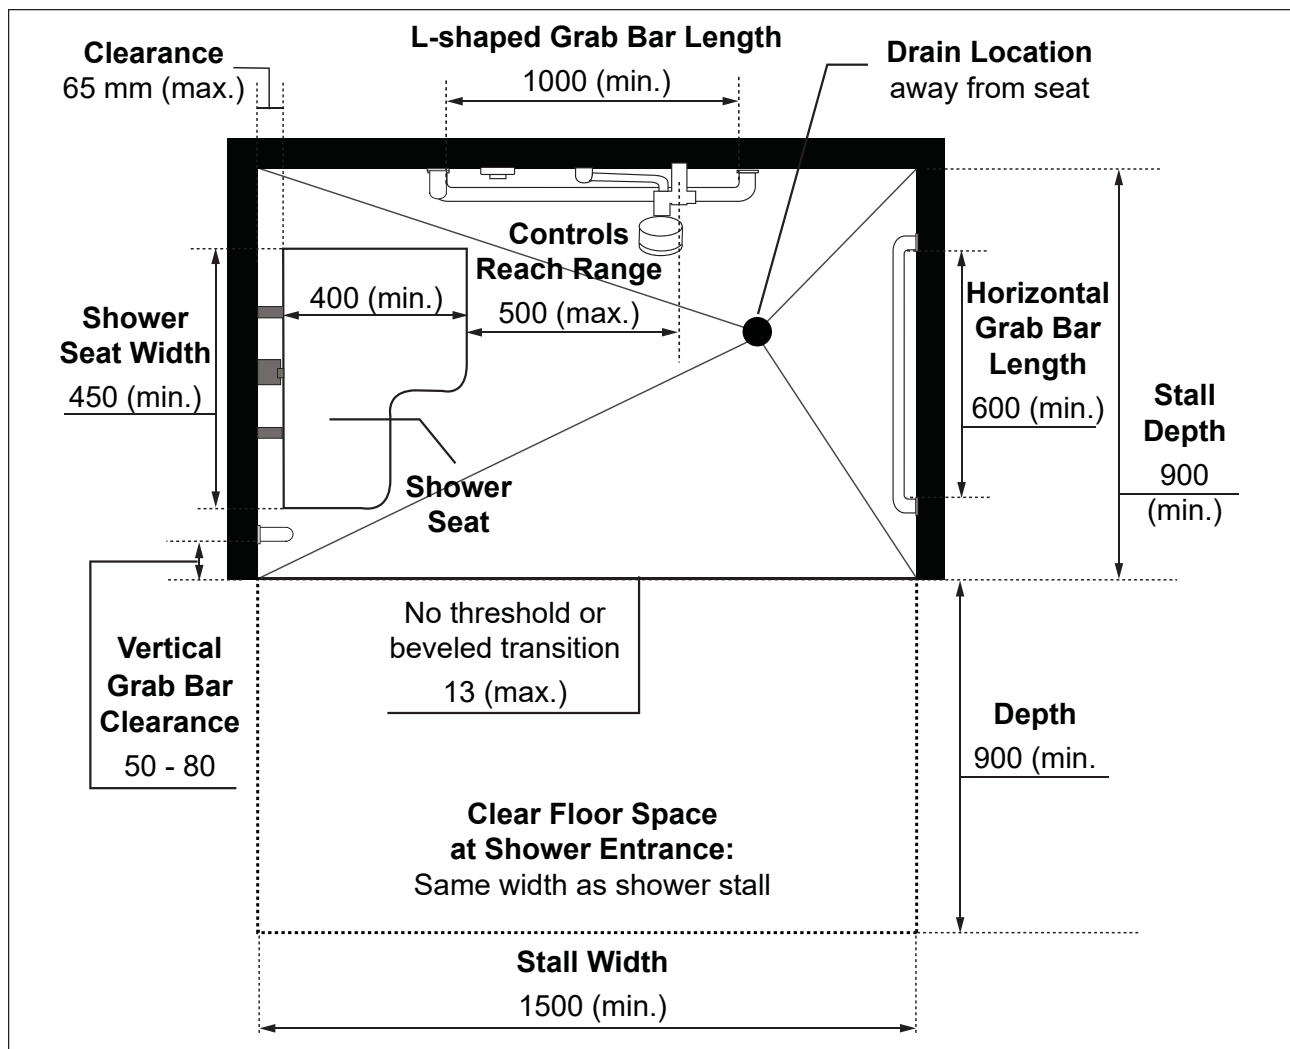 Clearance
65 mm (max.)
L-shaped Grab Bar Length
1000 (min.)
Drain Location
away from seat
Controls
Reach Range
500 (max.)
400 (min.)
Shower
Seat Width
450 (min.)
Shower
Seat
Horizontal
Grab Bar
Length
600 (min.)
Stall
Depth
900
(min.)
No threshold or
beveled transition
13 (max.)
Vertical
Grab Bar
Clearance
50 - 80
Depth
900 (min.
Clear Floor Space
at Shower Entrance:
Same width as shower stall
Stall Width
1500 (min.)